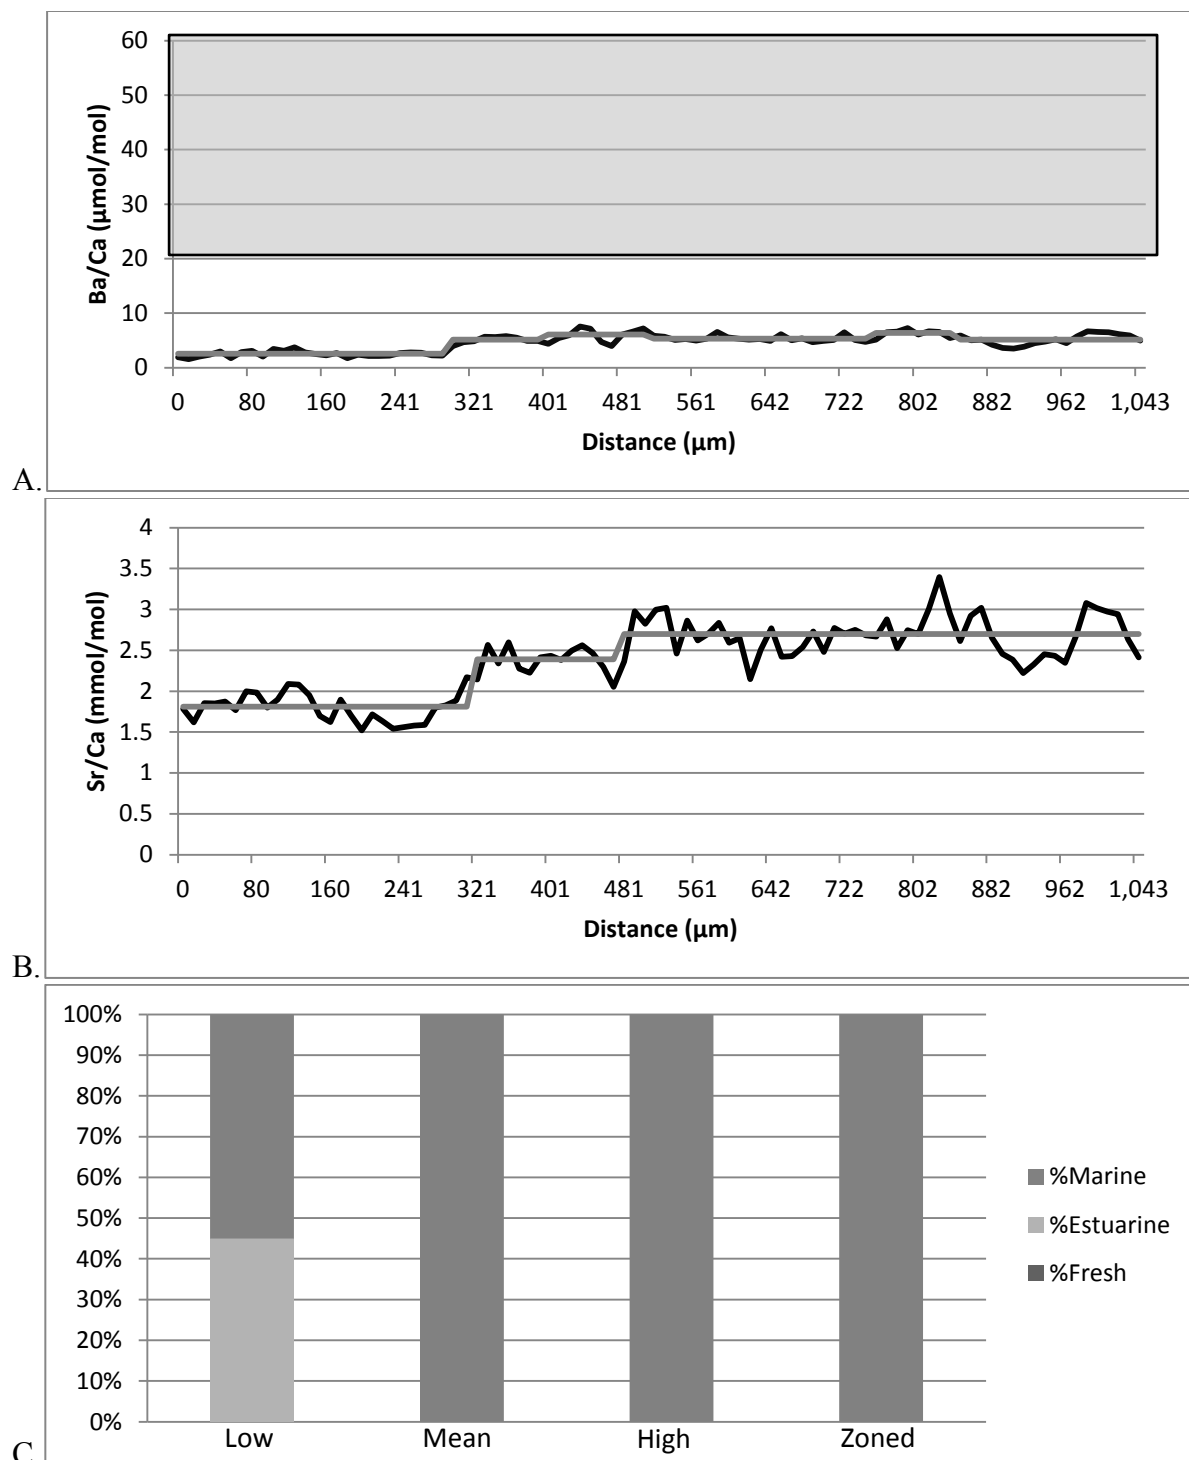 60
50
40
30
20
10
0
Ba/Ca (µmol/mol)
0 80 160 241 321 401 481 561 642 722 802 882 962 1,043
Distance (µm)
A.
4
3.5
3
2.5
2
1.5
1
0.5
0
Sr/Ca (mmol/mol)
0 80 160 241 321 401 481 561 642 722 802 882 962 1,043
Distance (µm)
B.
100%
90%
80%
70%
60%
50%
40%
30%
20%
10%
0%
Low Mean High Zoned
%Marine
%Estuarine
%Fresh
C